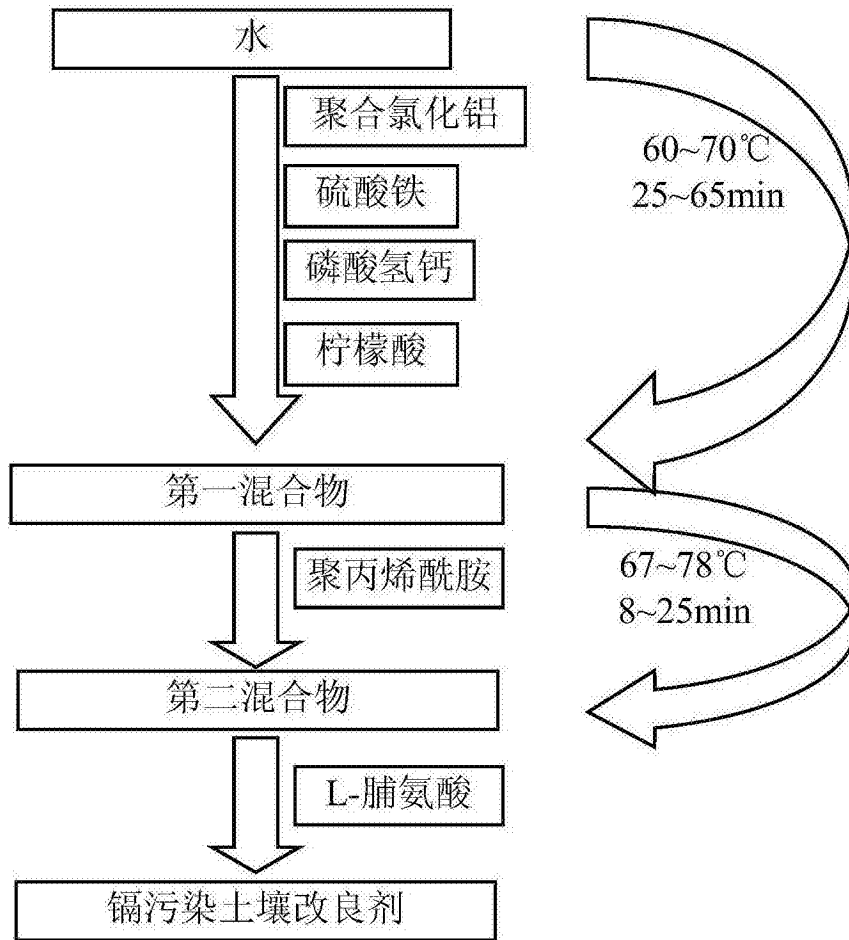 水
聚合氯化铝
60~70℃
25~65min
硫酸铁
磷酸氢钙
柠檬酸
第一混合物
聚丙烯酰胺
67~78℃
8~25min
第二混合物
L-脯氨酸
镉污染土壤改良剂